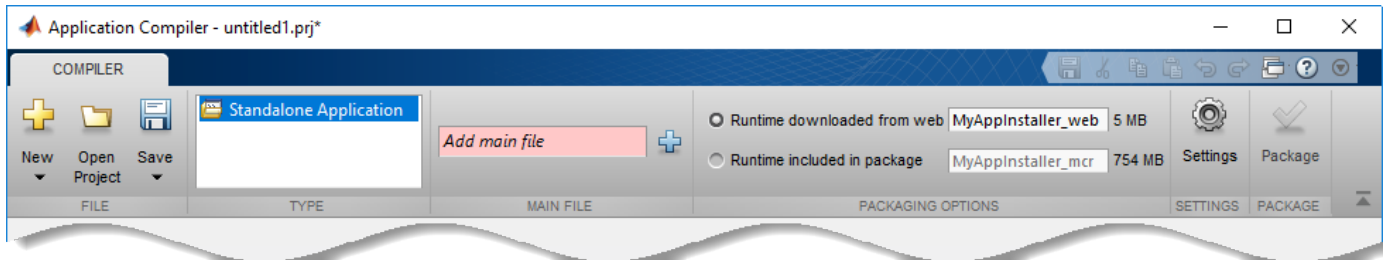 Application Compiler - untitled1.prj*
COMPILER
New
Open
Project
Save
FILE
Standalone Application
TYPE
Add main file
MAIN FILE
Runtime downloaded from web MyAppInstaller_web 5 MB
Runtime included in package MyAppInstaller_mcr 754 MB
PACKAGING OPTIONS
Settings
SETTINGS
Package
PACKAGE